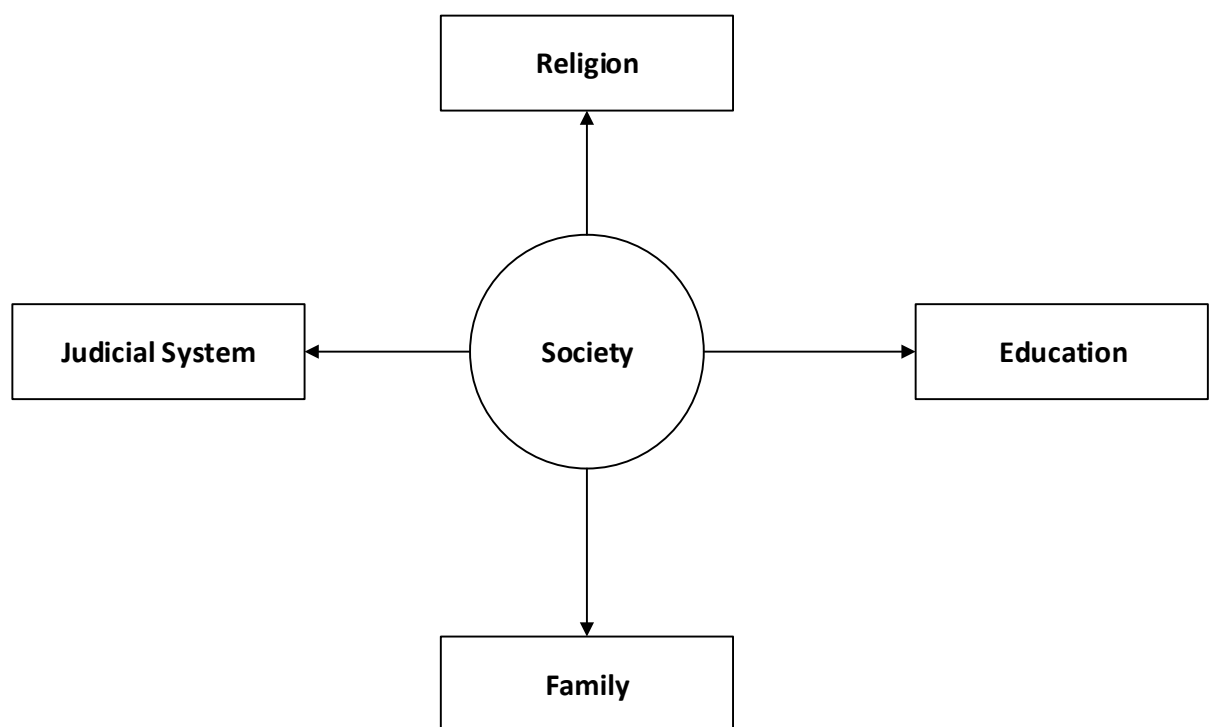 Religion
Judicial System
Society
Education
Family